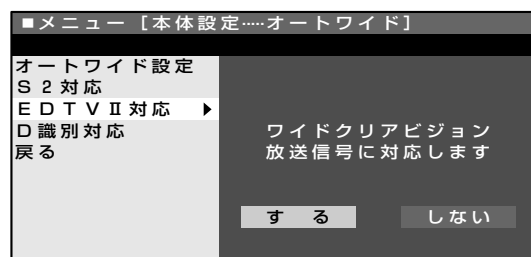 ■メニュー [本体設定……オートワイド]
オートワイド設定
S2対応
EDTVⅡ対応 ▶
D識別対応
戻る
ワイドクリアビジョン
放送信号に対応します
する しない